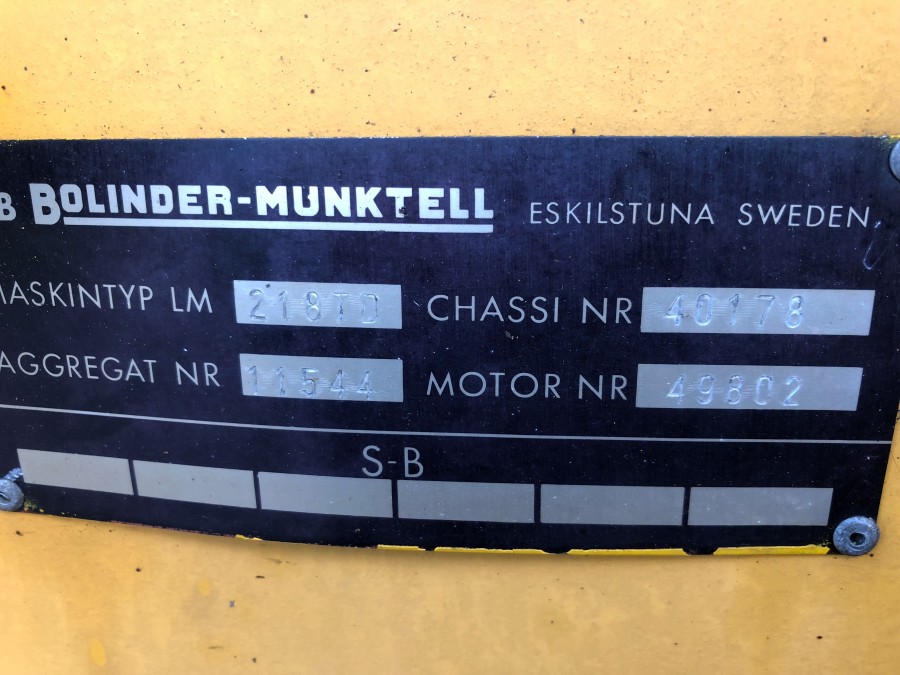 B BOLINDER-MUNKTELL ESKILSTUNA SWEDEN
MASKINTYP LM 218TD CHASSI NR 40178
AGGREGAT NR 11544 MOTOR NR 49802
S-B